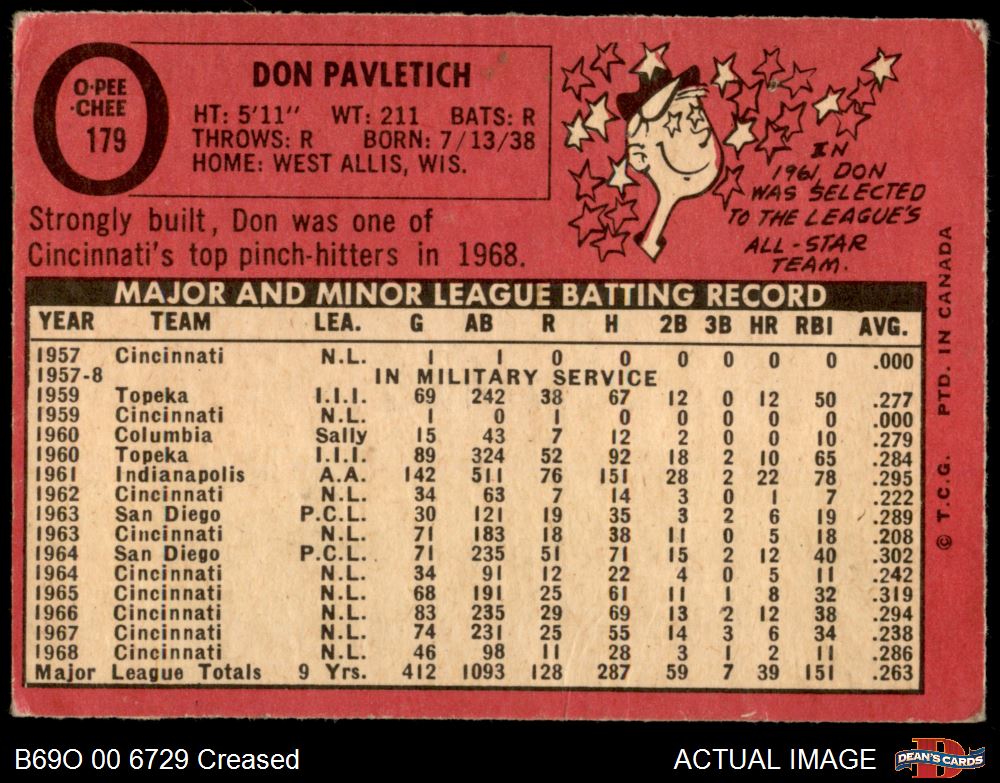 O-PEE
-CHEE
179
DON PAVLETICH
HT: 5'11" WT: 211 BATS: R
THROWS: R BORN: 7/13/38
HOME: WEST ALLIS, WIS.
Strongly built, Don was one of
Cincinnati's top pinch-hitters in 1968.
IN
1961, DON
WAS SELECTED
TO THE LEAGUE'S
ALL-STAR
TEAM.
MAJOR AND MINOR LEAGUE BATTING RECORD
YEAR TEAM LEA. G AB R H 2B 3B HR RBI AVG.
1957 Cincinnati N.L. 1 1 0 0 0 0 0 0 .000
1957-8 IN MILITARY SERVICE
1959 Topeka I.I.I. 69 242 38 67 12 0 12 50 .277
1959 Cincinnati N.L. 1 0 1 0 0 0 0 0 .000
1960 Columbia Sally 15 43 7 12 2 0 0 10 .279
1960 Topeka I.I.I. 89 324 52 92 18 2 10 65 .284
1961 Indianapolis A.A. 142 511 76 151 28 2 22 78 .295
1962 Cincinnati N.L. 34 63 7 14 3 0 1 7 .222
1963 San Diego P.C.L. 30 121 19 35 3 2 6 19 .289
1963 Cincinnati N.L. 71 183 18 38 11 0 5 18 .208
1964 San Diego P.C.L. 71 235 51 71 15 2 12 40 .302
1964 Cincinnati N.L. 34 91 12 22 4 0 5 11 .242
1965 Cincinnati N.L. 68 191 25 61 11 1 8 32 .319
1966 Cincinnati N.L. 83 235 29 69 13 2 12 38 .294
1967 Cincinnati N.L. 74 231 25 55 14 3 6 34 .238
1968 Cincinnati N.L. 46 98 11 28 3 1 2 11 .286
Major League Totals 9 Yrs. 412 1093 128 287 59 7 39 151 .263
© T.C.G. PTD. IN CANADA
B69O 00 6729 Creased
ACTUAL IMAGE
D
DEAN'S CARDS